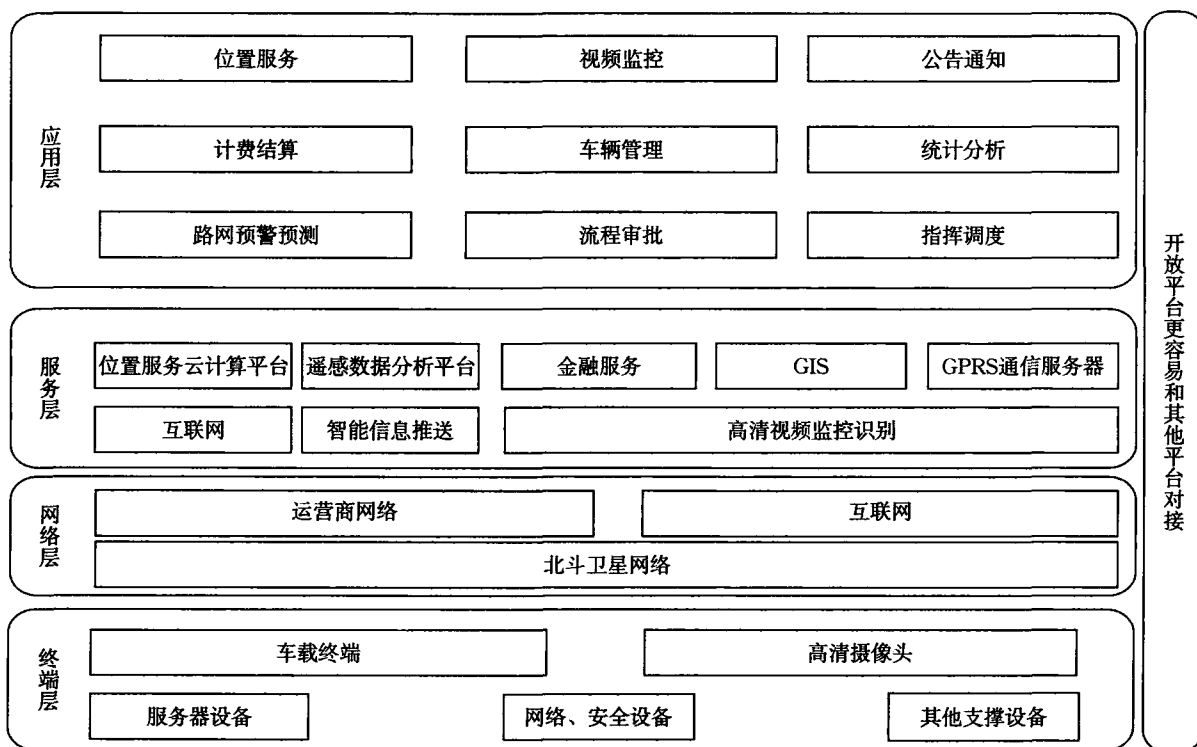 应用层
位置服务
视频监控
公告通知
计费结算
车辆管理
统计分析
路网预警预测
流程审批
指挥调度
服务层
位置服务云计算平台
遥感数据分析平台
金融服务
GIS
GPRS通信服务器
互联网
智能信息推送
高清视频监控识别
网络层
运营商网络
互联网
北斗卫星网络
终端层
车载终端
高清摄像头
服务器设备
网络、安全设备
其他支撑设备
开放平台更容易和其他平台对接